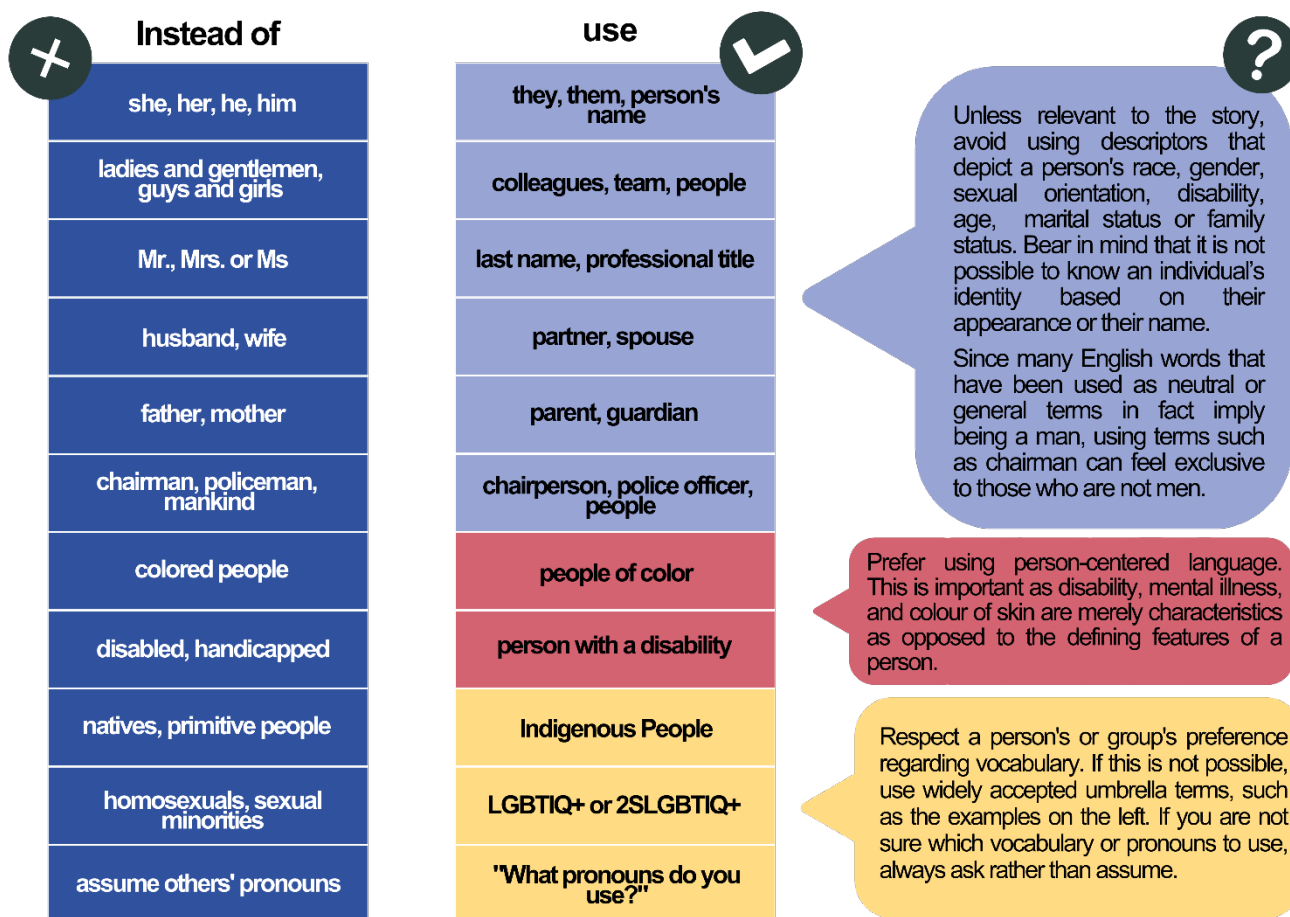 Instead of
use
she, her, he, him
they, them, person's
name
ladies and gentlemen,
guys and girls
colleagues, team, people
Mr., Mrs. or Ms
last name, professional title
husband, wife
partner, spouse
father, mother
parent, guardian
chairman, policeman,
mankind
chairperson, police officer,
people
colored people
people of color
disabled, handicapped
person with a disability
natives, primitive people
Indigenous People
homosexuals, sexual
minorities
LGBTIQ+ or 2SLGBTIQ+
assume others' pronouns
"What pronouns do you
use?"
?
Unless relevant to the story,
avoid using descriptors that
depict a person's race, gender,
sexual orientation, disability,
age, marital status or family
status. Bear in mind that it is not
possible to know an individual’s
identity based on their
appearance or their name.
Since many English words that
have been used as neutral or
general terms in fact imply
being a man, using terms such
as chairman can feel exclusive
to those who are not men.
Prefer using person-centered language.
This is important as disability, mental illness,
and colour of skin are merely characteristics
as opposed to the defining features of a
person.
Respect a person's or group's preference
regarding vocabulary. If this is not possible,
use widely accepted umbrella terms, such
as the examples on the left. If you are not
sure which vocabulary or pronouns to use,
always ask rather than assume.